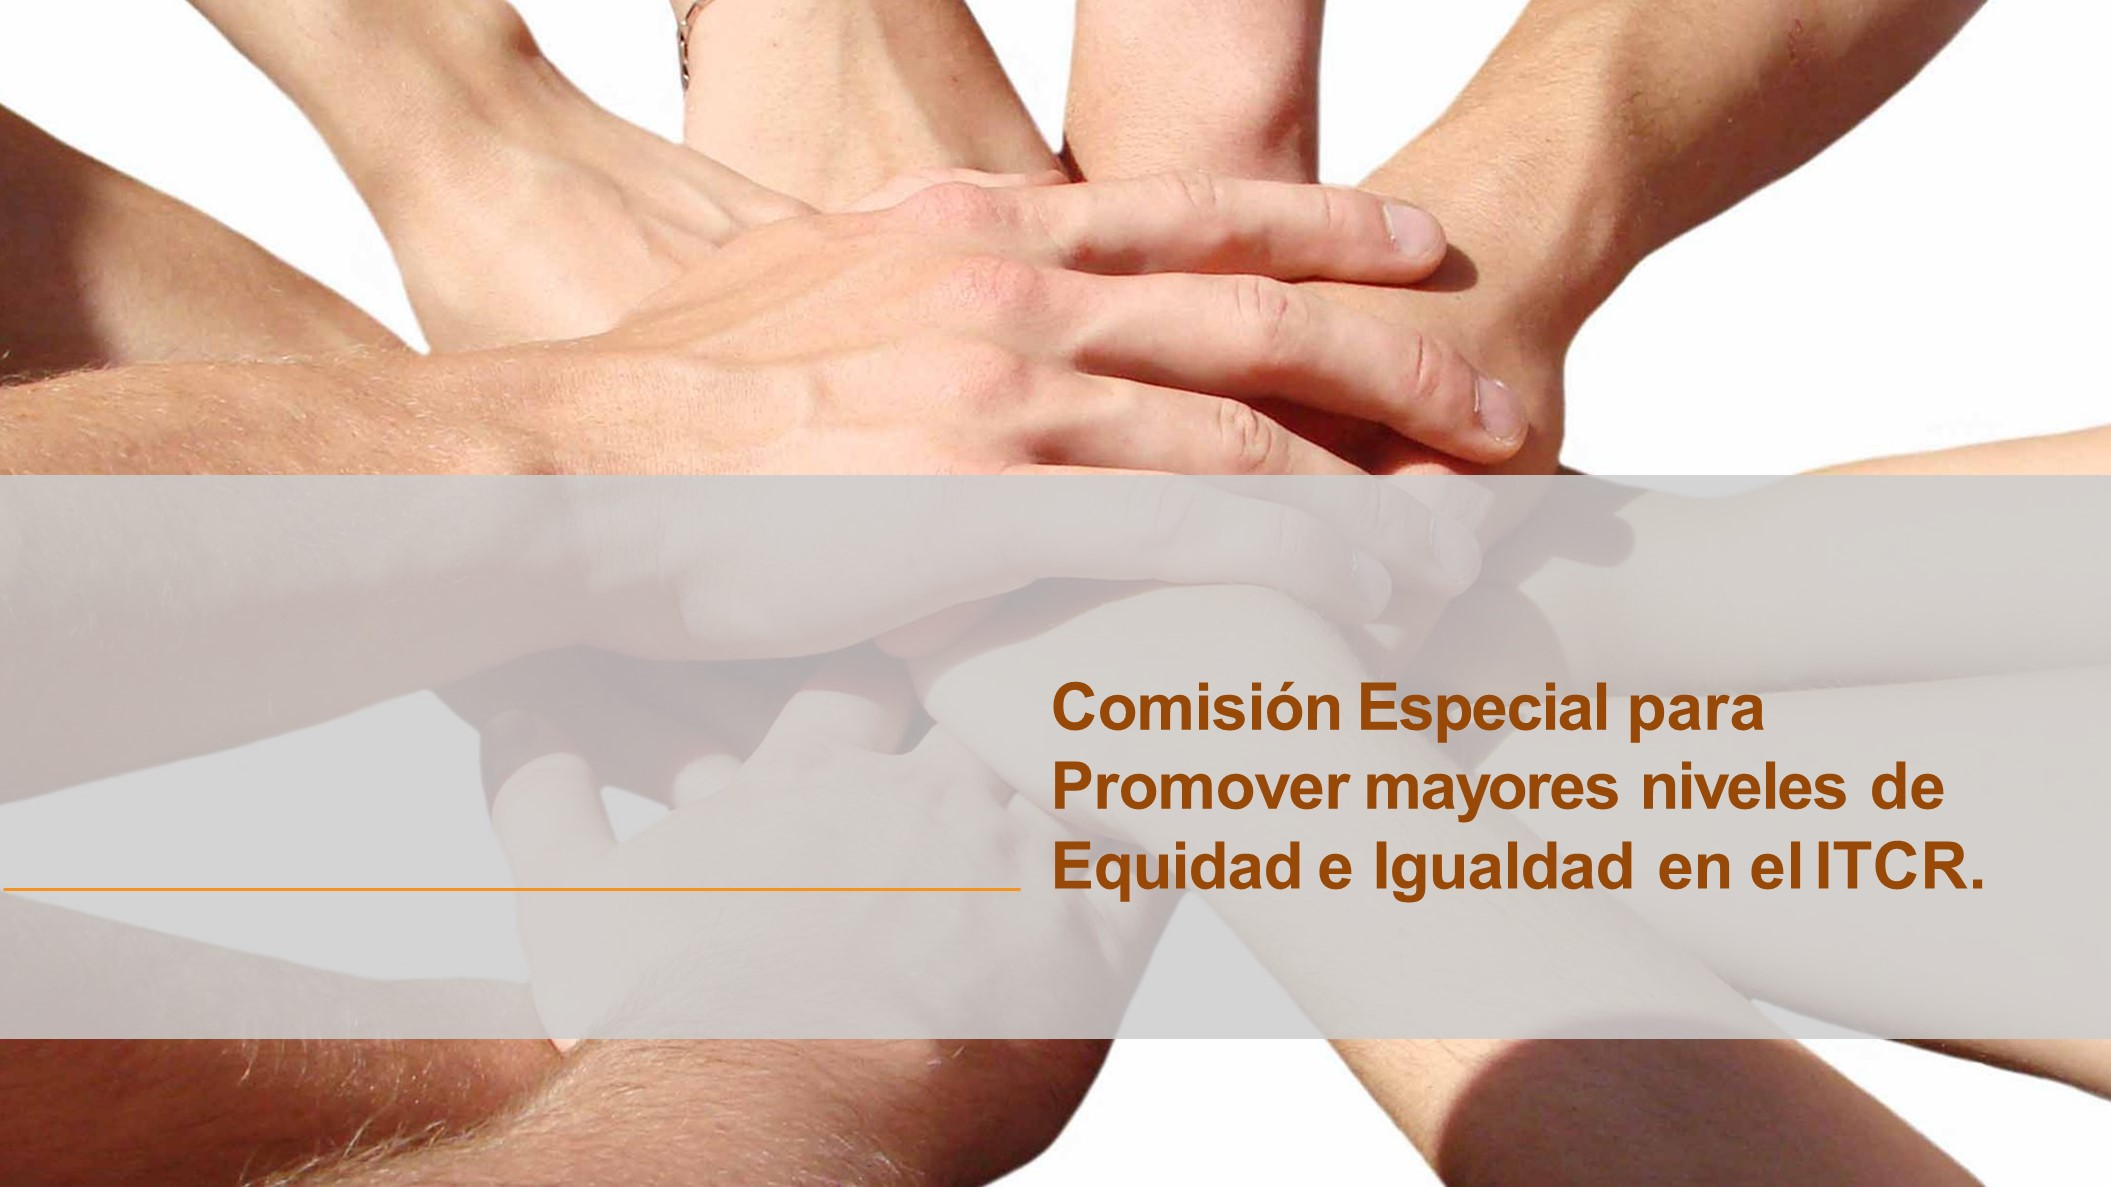 Comisión Especial para
Promover mayores niveles de
Equidad e Igualdad en el ITCR.